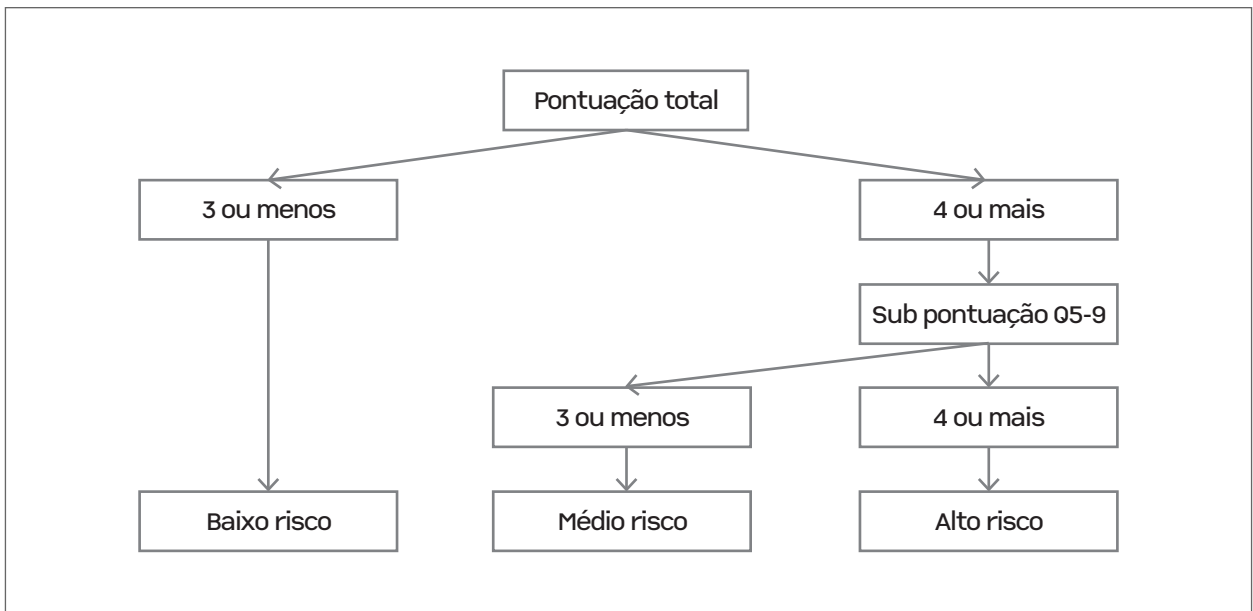 Pontuação total
3 ou menos
4 ou mais
Sub pontuação Q5-9
3 ou menos
4 ou mais
Baixo risco
Médio risco
Alto risco